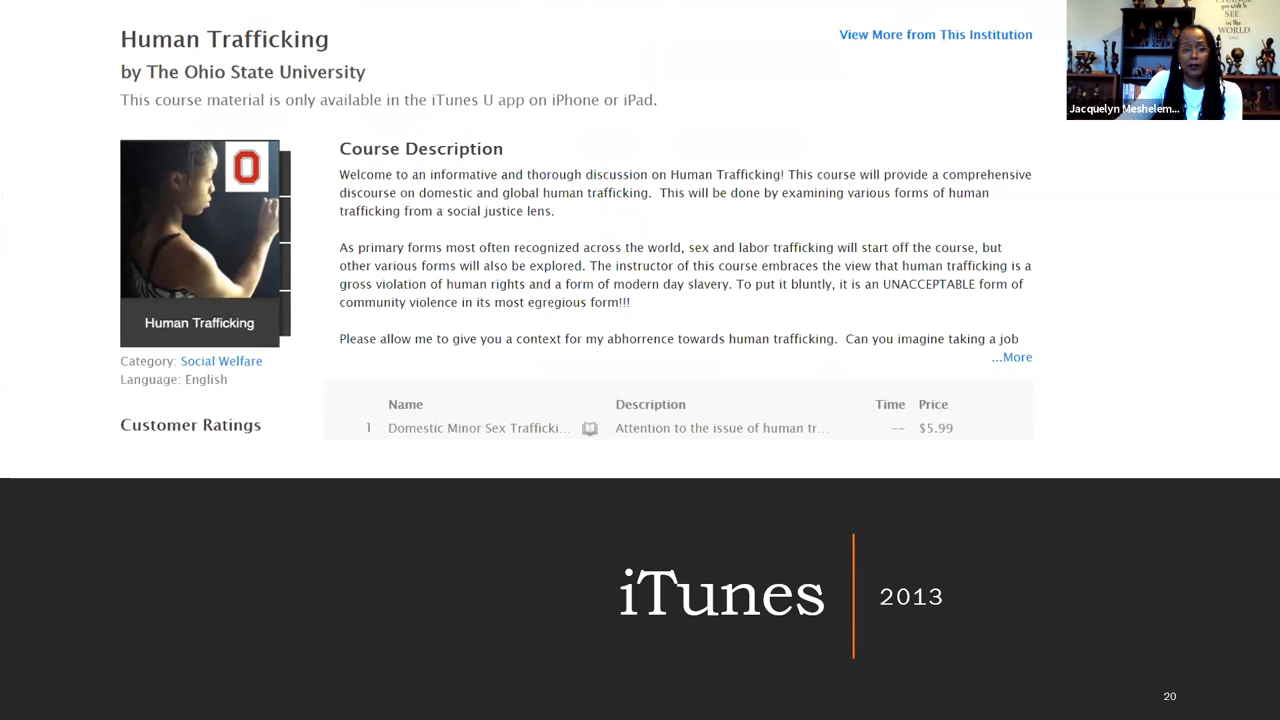 Human Trafficking
View More from This Institution
by The Ohio State University
This course material is only available in the iTunes U app on iPhone or iPad.
CHANGE
you wish to
SEE
in the
WORLD
Jacquelyn Meshelem...
Course Description
Welcome to an informative and thorough discussion on Human Trafficking! This course will provide a comprehensive
discourse on domestic and global human trafficking. This will be done by examining various forms of human
trafficking from a social justice lens.
As primary forms most often recognized across the world, sex and labor trafficking will start off the course, but
other various forms will also be explored. The instructor of this course embraces the view that human trafficking is a
gross violation of human rights and a form of modern day slavery. To put it bluntly, it is an UNACCEPTABLE form of
community violence in its most egregious form!!!
Please allow me to give you a context for my abhorrence towards human trafficking. Can you imagine taking a job
...More
O
Human Trafficking
Category: Social Welfare
Language: English
Customer Ratings
Name Description Time Price
1 Domestic Minor Sex Trafficki... Attention to the issue of human tr... -- $5.99
iTunes
2013
20